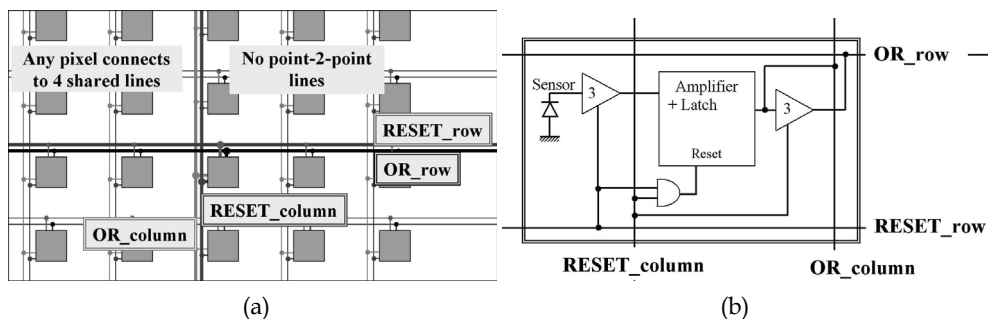 Any pixel connects
to 4 shared lines
No point-2-point
lines
RESET_row
OR_row
RESET_column
OR_column
(a)
OR_row
Sensor
3
Amplifier
+ Latch
3
Reset
RESET_row
RESET_column
OR_column
(b)